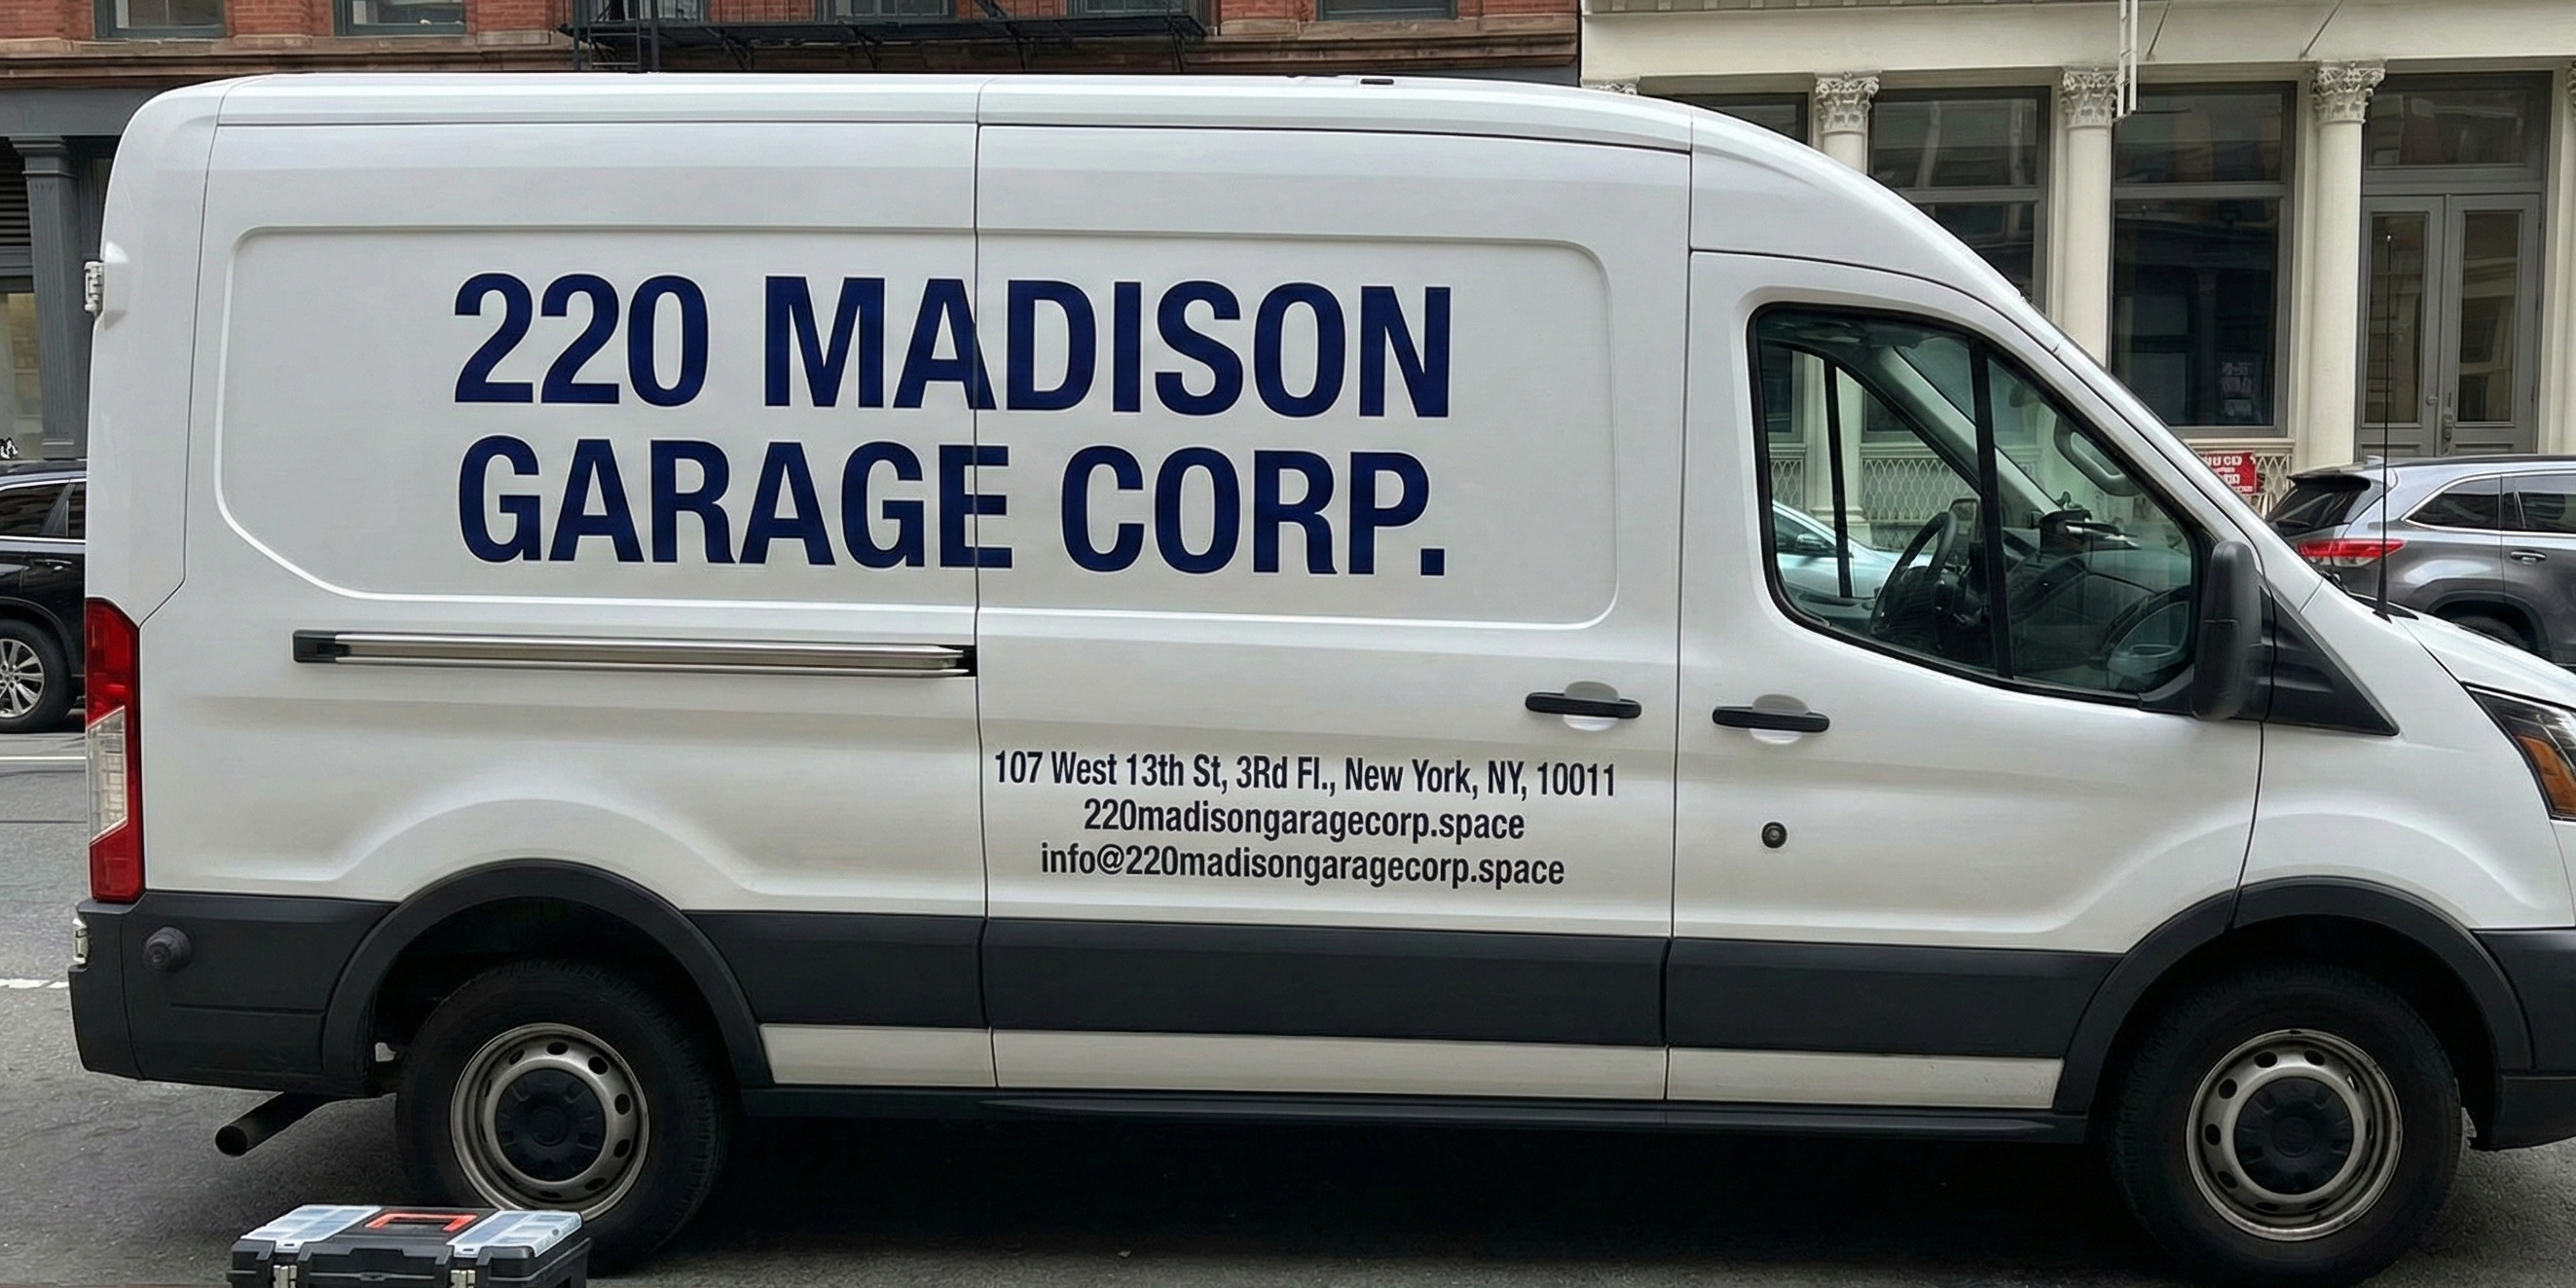 220 MADISON
GARAGE CORP.
107 West 13th St, 3Rd Fl., New York, NY, 10011
220madisongaragecorp.space
info@220madisongaragecorp.space